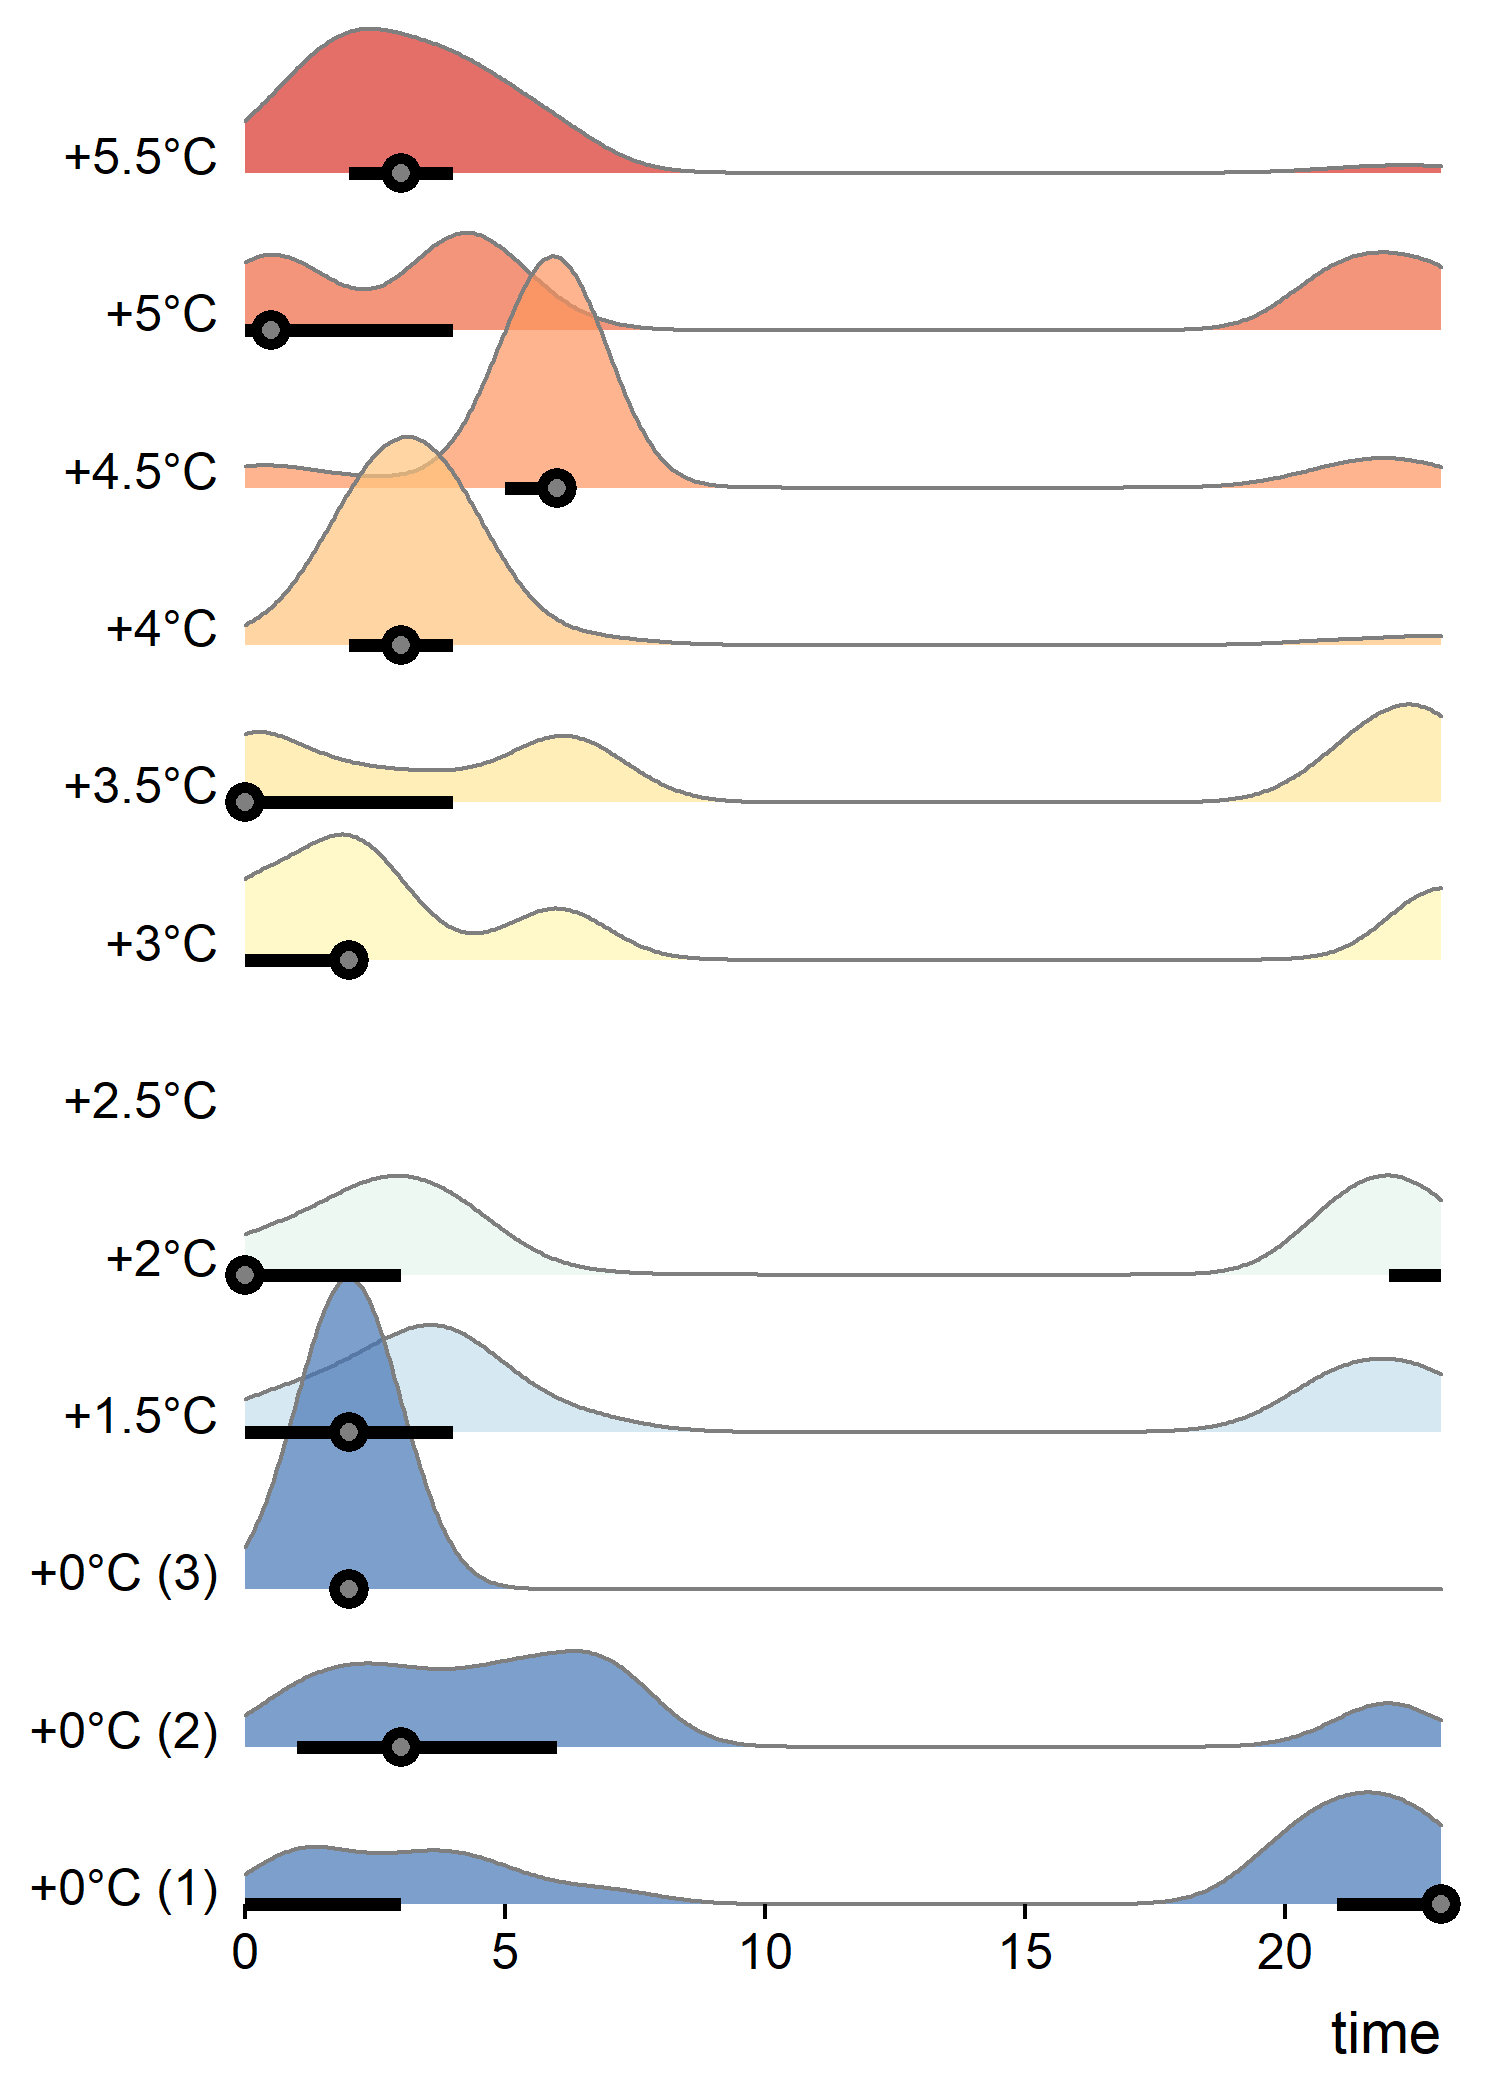 +5.5°C
+5°C
+4.5°C
+4°C
+3.5°C
+3°C
+2.5°C
+2°C
+1.5°C
+0°C (3)
+0°C (2)
+0°C (1)
0 5 10 15 20
time